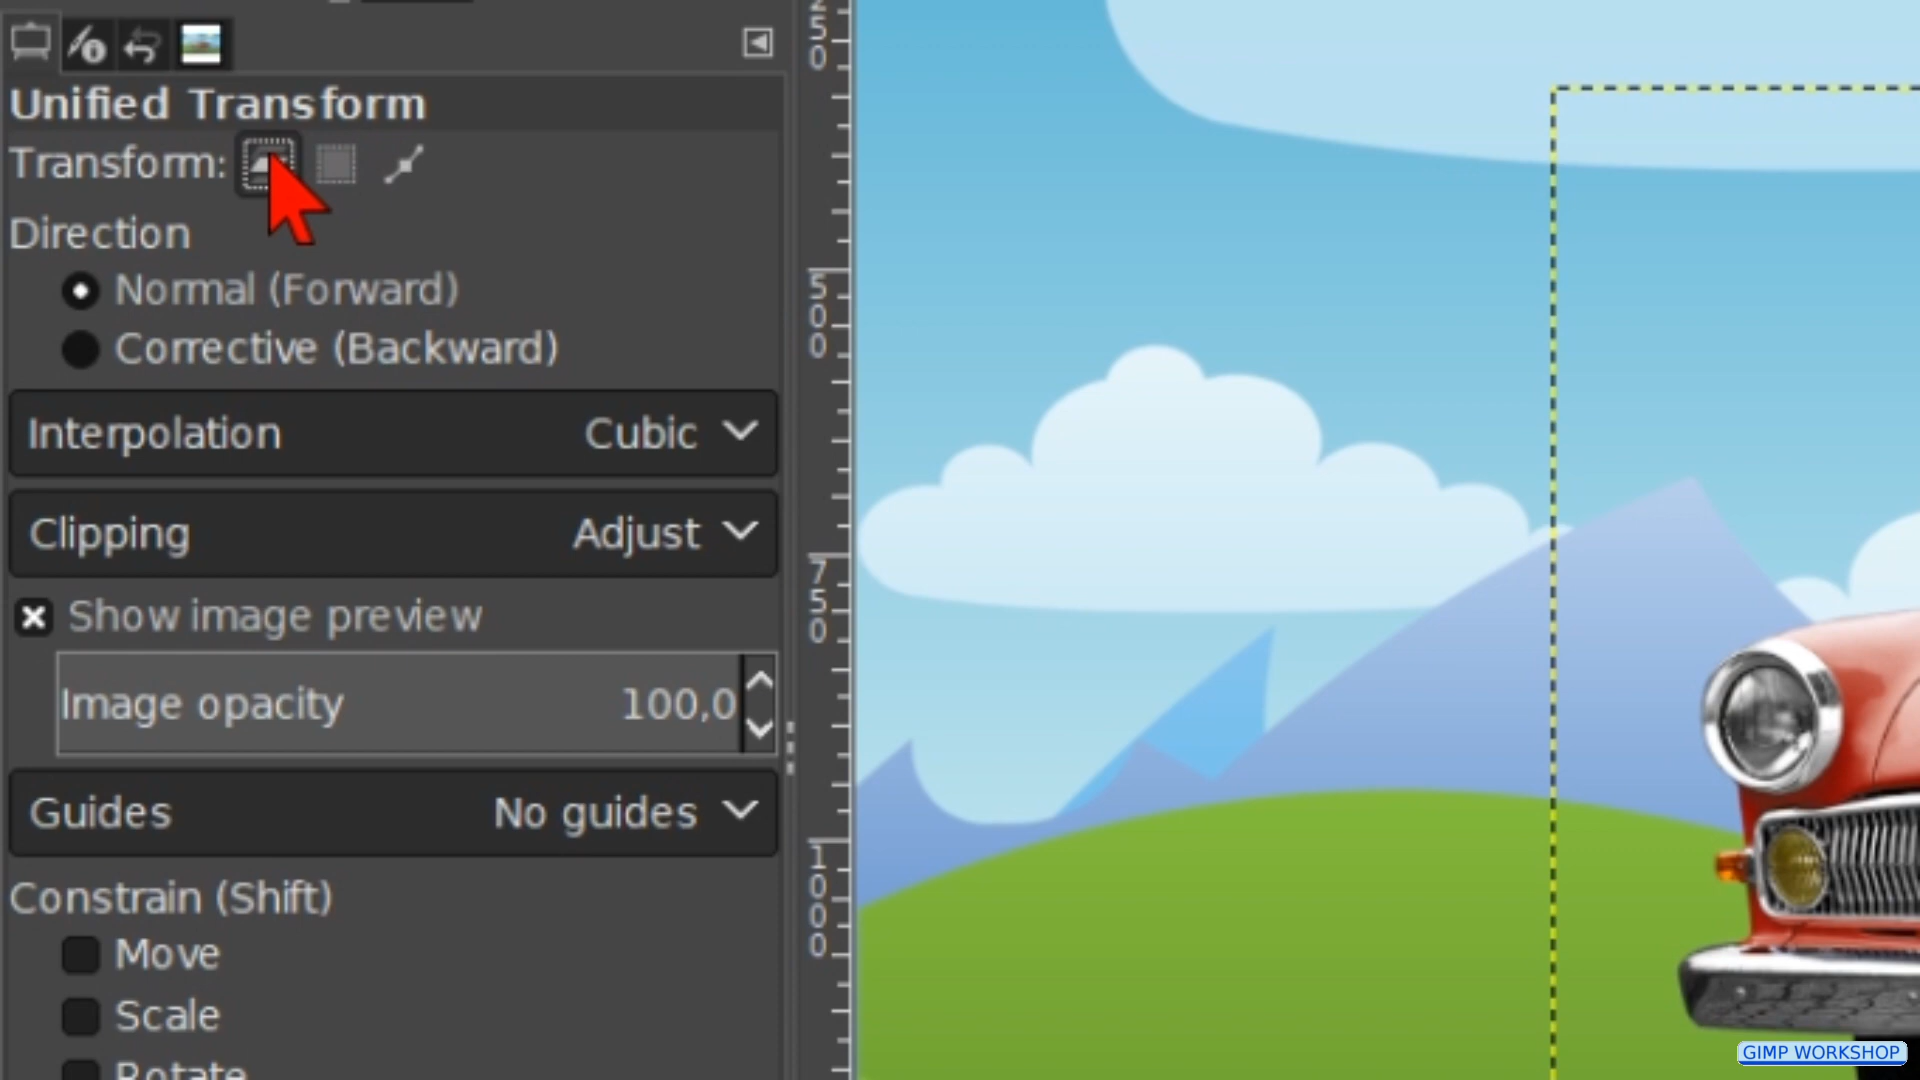 Unified Transform
Transform:
Direction
Normal (Forward)
Corrective (Backward)
Interpolation Cubic
Clipping Adjust
Show image preview
Image opacity 100,0
Guides No guides
Constrain (Shift)
Move
Scale
Rotate
250
500
750
1000
GIMP WORKSHOP